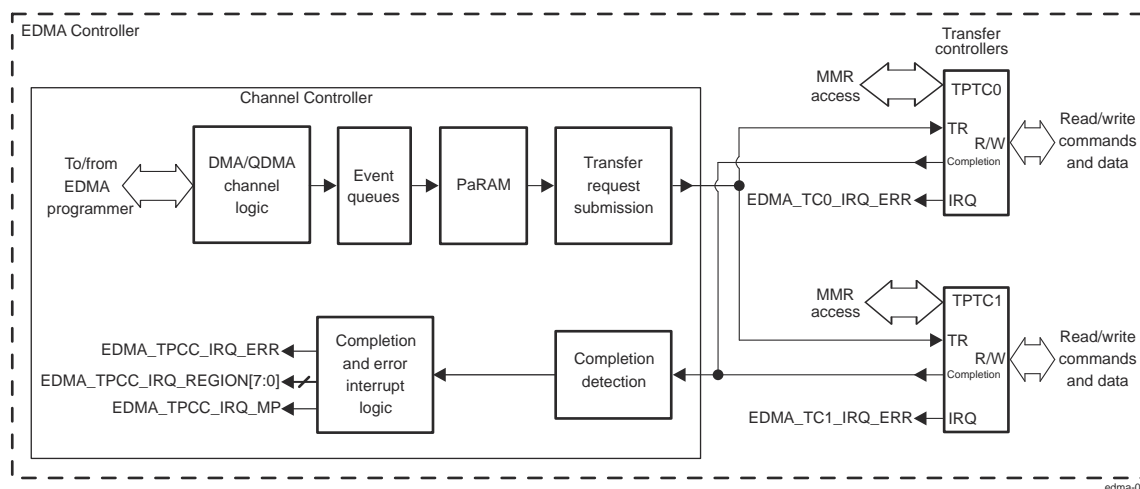 EDMA Controller
Transfer
controllers
MMR
access
TPTC0
TR
R/W
Completion
IRQ
Read/write
commands
and data
EDMA_TC0_IRQ_ERR
Channel Controller
To/from
EDMA
programmer
DMA/QDMA
channel
logic
Event
queues
PaRAM
Transfer
request
submission
MMR
access
TPTC1
TR
R/W
Completion
IRQ
Read/write
commands
and data
EDMA_TC1_IRQ_ERR
EDMA_TPCC_IRQ_ERR
EDMA_TPCC_IRQ_REGION[7:0]
EDMA_TPCC_IRQ_MP
Completion
and error
interrupt
logic
Completion
detection